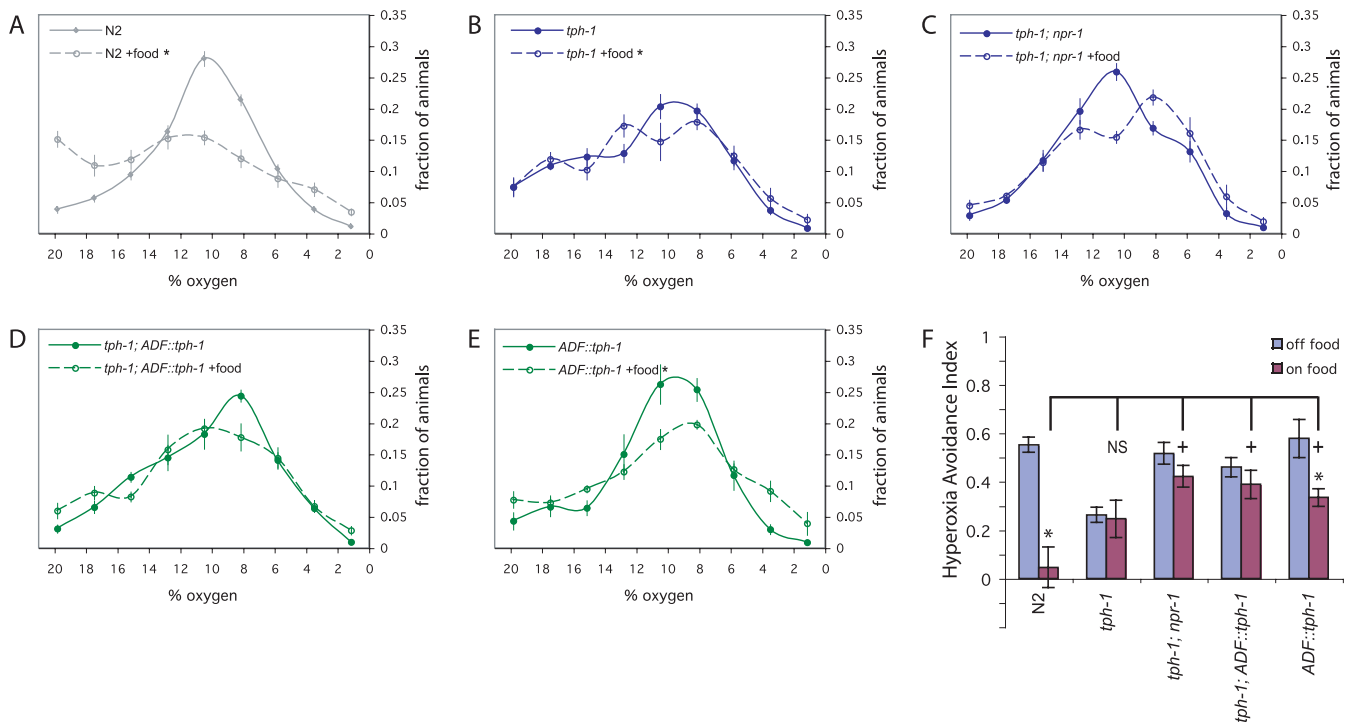 A
N2
N2 +food *
0.35
0.3
0.25
0.2
0.15
0.1
0.05
0
fraction of animals
20 18 16 14 12 10 8 6 4 2 0
% oxygen
B
tph-1
tph-1 +food *
0.35
0.3
0.25
0.2
0.15
0.1
0.05
0
fraction of animals
20 18 16 14 12 10 8 6 4 2 0
% oxygen
C
tph-1; npr-1
tph-1; npr-1 +food
0.35
0.3
0.25
0.2
0.15
0.1
0.05
0
fraction of animals
20 18 16 14 12 10 8 6 4 2 0
% oxygen
D
tph-1; ADF::tph-1
tph-1; ADF::tph-1 +food
0.35
0.3
0.25
0.2
0.15
0.1
0.05
0
fraction of animals
20 18 16 14 12 10 8 6 4 2 0
% oxygen
E
ADF::tph-1
ADF::tph-1 +food *
0.35
0.3
0.25
0.2
0.15
0.1
0.05
0
fraction of animals
20 18 16 14 12 10 8 6 4 2 0
% oxygen
F
Hyperoxia Avoidance Index
1
0.8
0.6
0.4
0.2
0
off food
on food
* NS + + + *
N2
tph-1
tph-1; npr-1
tph-1; ADF::tph-1
ADF::tph-1